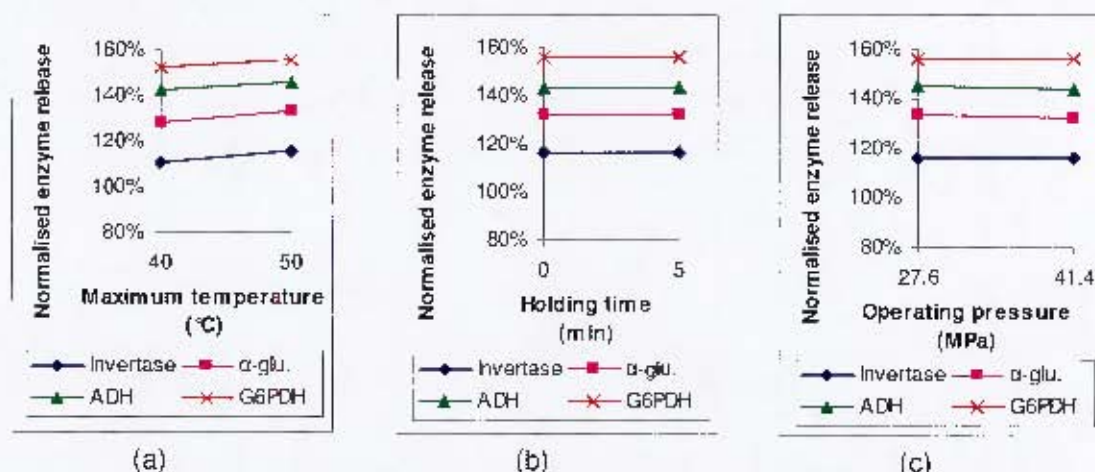 Normalised enzyme release
160%
140%
120%
100%
80%
40 50
Maximum temperature
(°C)
Invertase α-glu.
ADH G6PDH
(a)
Normalised enzyme release
160%
140%
120%
100%
80%
0 5
Holding time
(min)
Invertase α-glu.
ADH G6PDH
(b)
Normalised enzyme release
160%
140%
120%
100%
80%
27.6 41.4
Operating pressure
(MPa)
Invertase α-glu.
ADH G6PDH
(c)